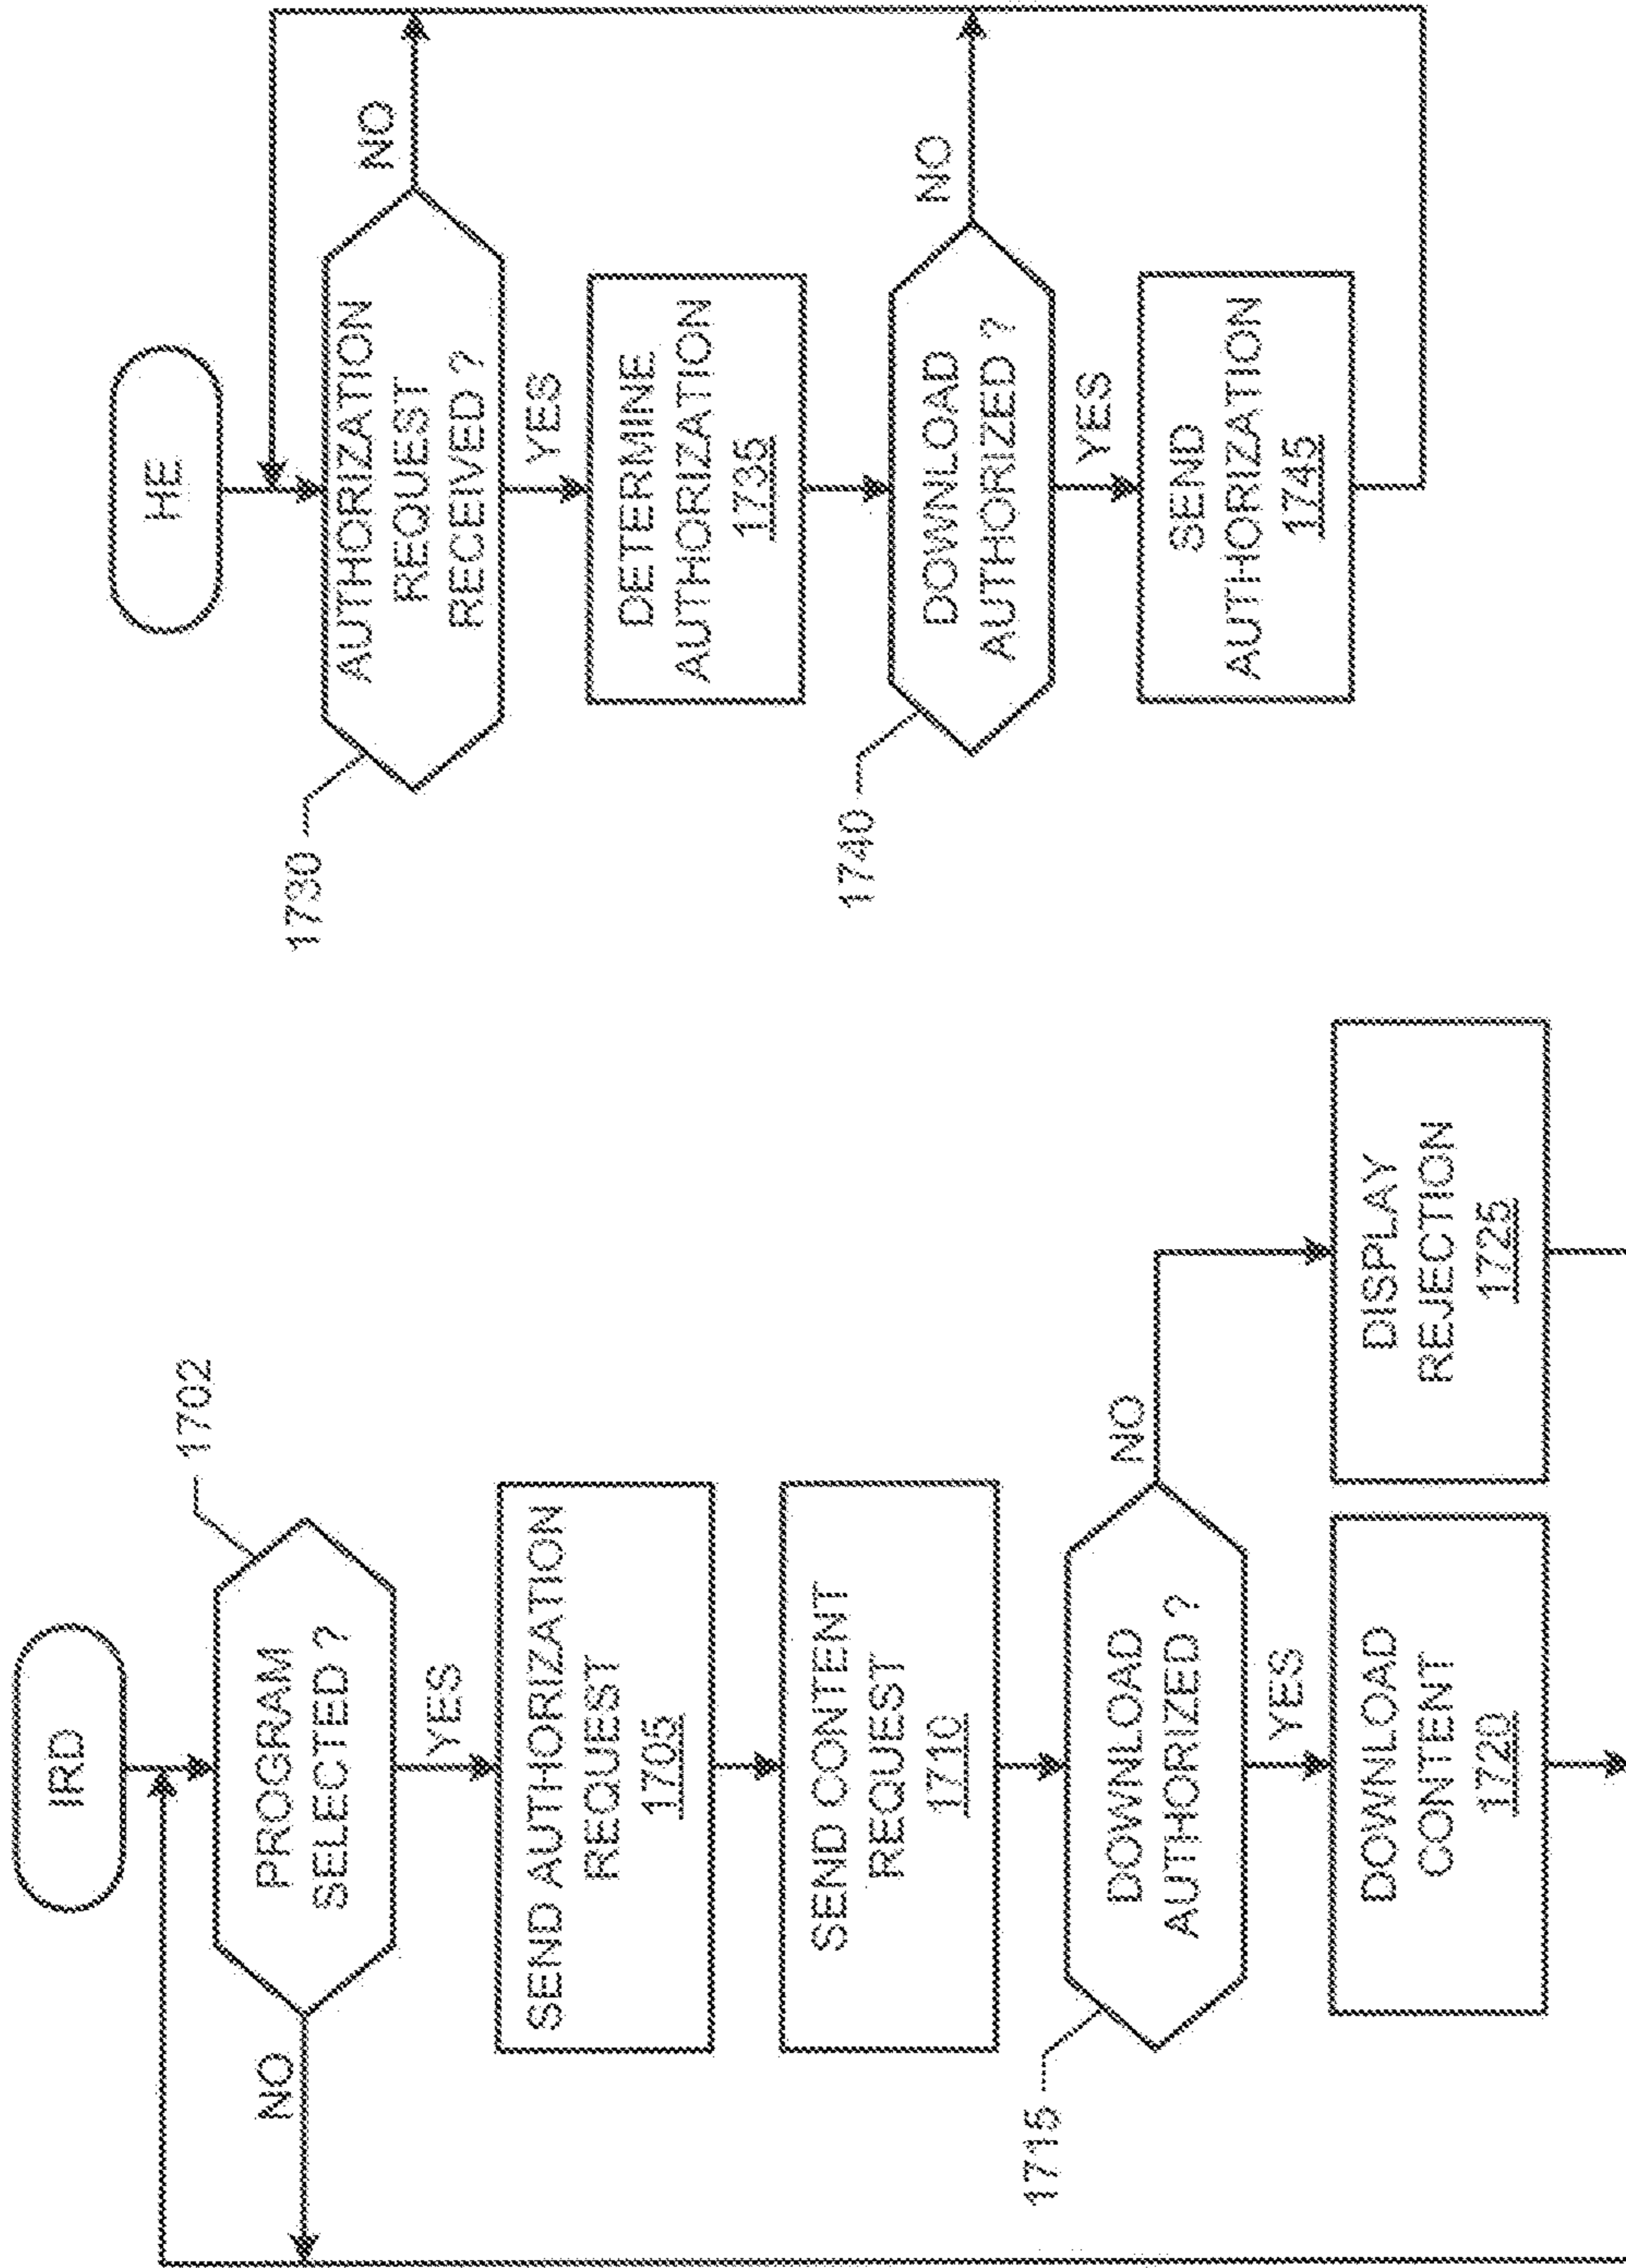 IRD
PROGRAM
SELECTED ?
1702
NO
YES
SEND AUTHORIZATION
REQUEST
1705
SEND CONTENT
REQUEST
1710
DOWNLOAD
AUTHORIZED ?
1715
NO
YES
DOWNLOAD
CONTENT
1720
DISPLAY
REJECTION
1725
HE
AUTHORIZATION
REQUEST
RECEIVED ?
1730
NO
YES
DETERMINE
AUTHORIZATION
1735
DOWNLOAD
AUTHORIZED ?
1740
NO
YES
SEND
AUTHORIZATION
1745